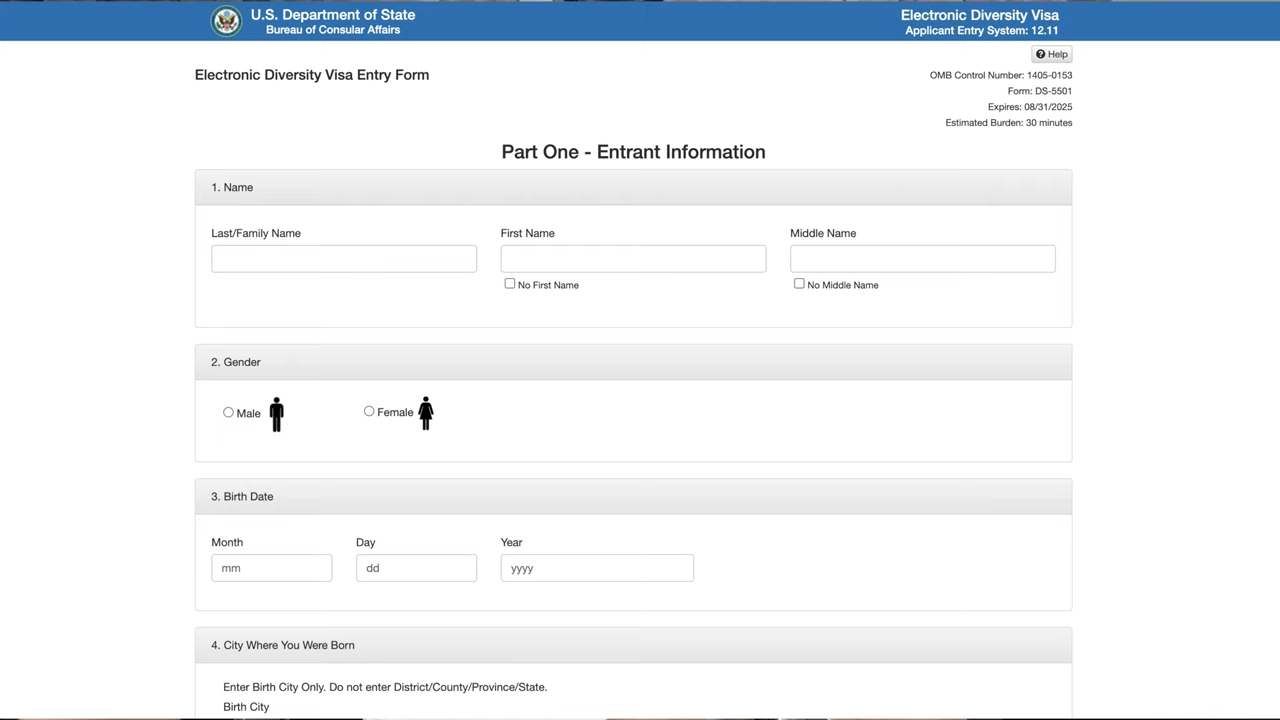 U.S. Department of State
Bureau of Consular Affairs
Electronic Diversity Visa
Applicant Entry System: 12.11
Help
Electronic Diversity Visa Entry Form
OMB Control Number: 1405-0153
Form: DS-5501
Expires: 08/31/2025
Estimated Burden: 30 minutes
Part One - Entrant Information
1. Name
Last/Family Name
First Name
Middle Name
No First Name
No Middle Name
2. Gender
Male
Female
3. Birth Date
Month
Day
Year
mm
dd
yyyy
4. City Where You Were Born
Enter Birth City Only. Do not enter District/County/Province/State.
Birth City